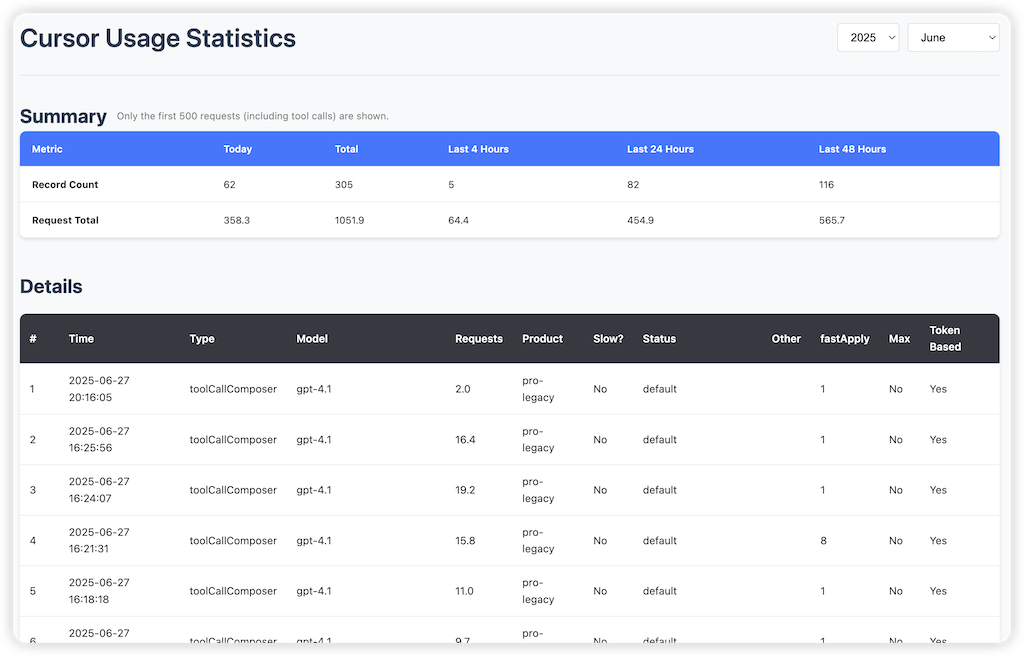 Cursor Usage Statistics
2025 June
Summary Only the first 500 requests (including tool calls) are shown.
Metric Today Total Last 4 Hours Last 24 Hours Last 48 Hours
Record Count 62 305 5 82 116
Request Total 358.3 1051.9 64.4 454.9 565.7
Details
# Time Type Model Requests Product Slow? Status Other fastApply Max Token Based
1 2025-06-27 20:16:05 toolCallComposer gpt-4.1 2.0 pro-legacy No default 1 No Yes
2 2025-06-27 16:25:56 toolCallComposer gpt-4.1 16.4 pro-legacy No default 1 No Yes
3 2025-06-27 16:24:07 toolCallComposer gpt-4.1 19.2 pro-legacy No default 1 No Yes
4 2025-06-27 16:21:31 toolCallComposer gpt-4.1 15.8 pro-legacy No default 8 No Yes
5 2025-06-27 16:18:18 toolCallComposer gpt-4.1 11.0 pro-legacy No default 1 No Yes
6 2025-06-27 toolCallComposer gpt-4.1 9.7 pro- No default 1 No Yes